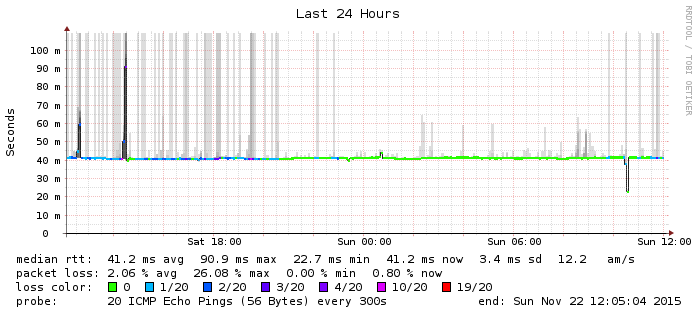 Last 24 Hours
RRDTOOL / TOBI OETIKER
Seconds
100 m
90 m
80 m
70 m
60 m
50 m
40 m
30 m
20 m
10 m
0
Sat 18:00 Sun 00:00 Sun 06:00 Sun 12:00
median rtt: 41.2 ms avg 90.9 ms max 22.7 ms min 41.2 ms now 3.4 ms sd 12.2 am/s
packet loss: 2.06 % avg 26.08 % max 0.00 % min 0.80 % now
loss color: 0 1/20 2/20 3/20 4/20 10/20 19/20
probe: 20 ICMP Echo Pings (56 Bytes) every 300s end: Sun Nov 22 12:05:04 2015